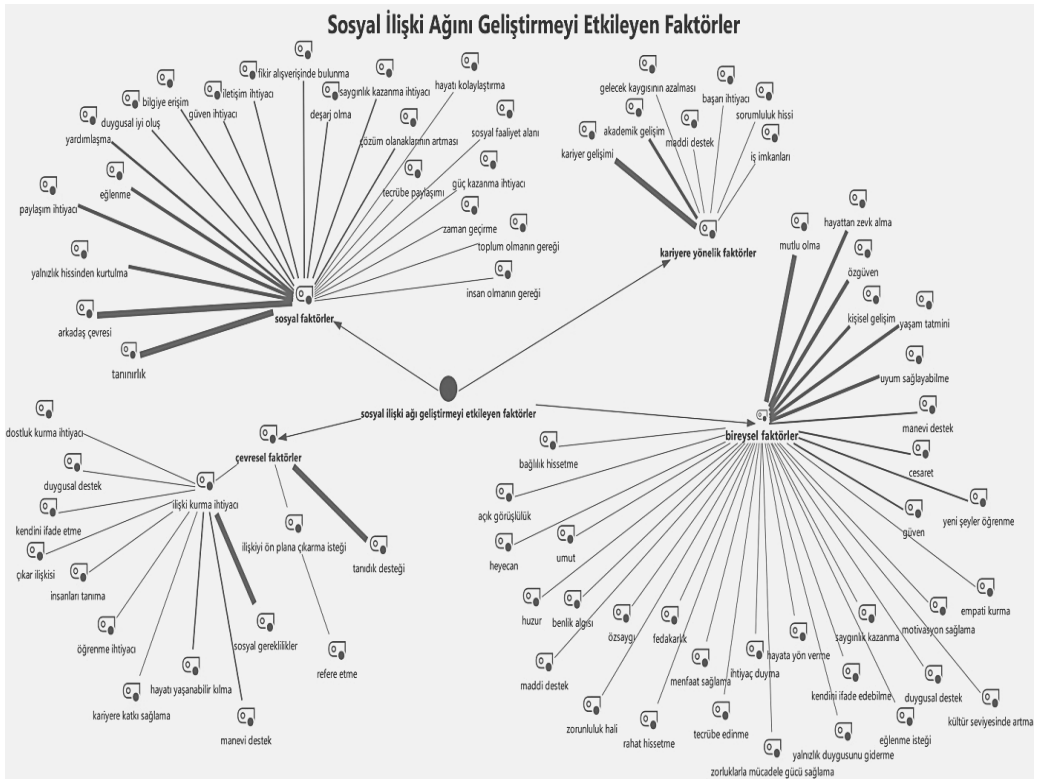 Sosyal İlişki Ağını Geliştirmeyi Etkileyen Faktörler
fikir alışverişinde bulunma
iletişim ihtiyacı
bilgiye erişim
güven ihtiyacı
duygusal iyi oluş
yardımlaşma
eğlenme
paylaşım ihtiyacı
yalnızlık hissinden kurtulma
arkadaş çevresi
tanınırlık
deşarj olma
saygınlık kazanma ihtiyacı
hayatı kolaylaştırma
çözüm olanaklarının artması
sosyal faaliyet alanı
tecrübe paylaşımı
güç kazanma ihtiyacı
zaman geçirme
toplum olmanın gereği
insan olmanın gereği
sosyal faktörler
gelecek kaygısının azalması
başarı ihtiyacı
sorumluluk hissi
akademik gelişim
maddi destek
kariyer gelişimi
iş imkanları
kariyere yönelik faktörler
sosyal ilişki ağı geliştirmeyi etkileyen faktörler
mutlu olma
hayattan zevk alma
özgüven
kişisel gelişim
yaşam tatmini
uyum sağlayabilme
manevi destek
cesaret
yeni şeyler öğrenme
güven
bireysel faktörler
bağlılık hissetme
açık görüşlülük
heyecan
umut
huzur
benlik algısı
özsaygı
fedakarlık
maddi destek
menfaat sağlama
ihtiyaç duyma
hayata yön verme
saygınlık kazanma
motivasyon sağlama
empati kurma
zorunluluk hali
rahat hissetme
tecrübe edinme
kendini ifade edebilme
duygusal destek
kültür seviyesinde artma
eğlenme isteği
yalnızlık duygusunu giderme
zorluklarla mücadele gücü sağlama
çevresel faktörler
dostluk kurma ihtiyacı
duygusal destek
ilişki kurma ihtiyacı
kendini ifade etme
ilişkiyi ön plana çıkarma isteği
tanıdık desteği
çıkar ilişkisi
insanları tanıma
öğrenme ihtiyacı
sosyal gereklilikler
refere etme
hayatı yaşanabilir kılma
kariyere katkı sağlama
manevi destek